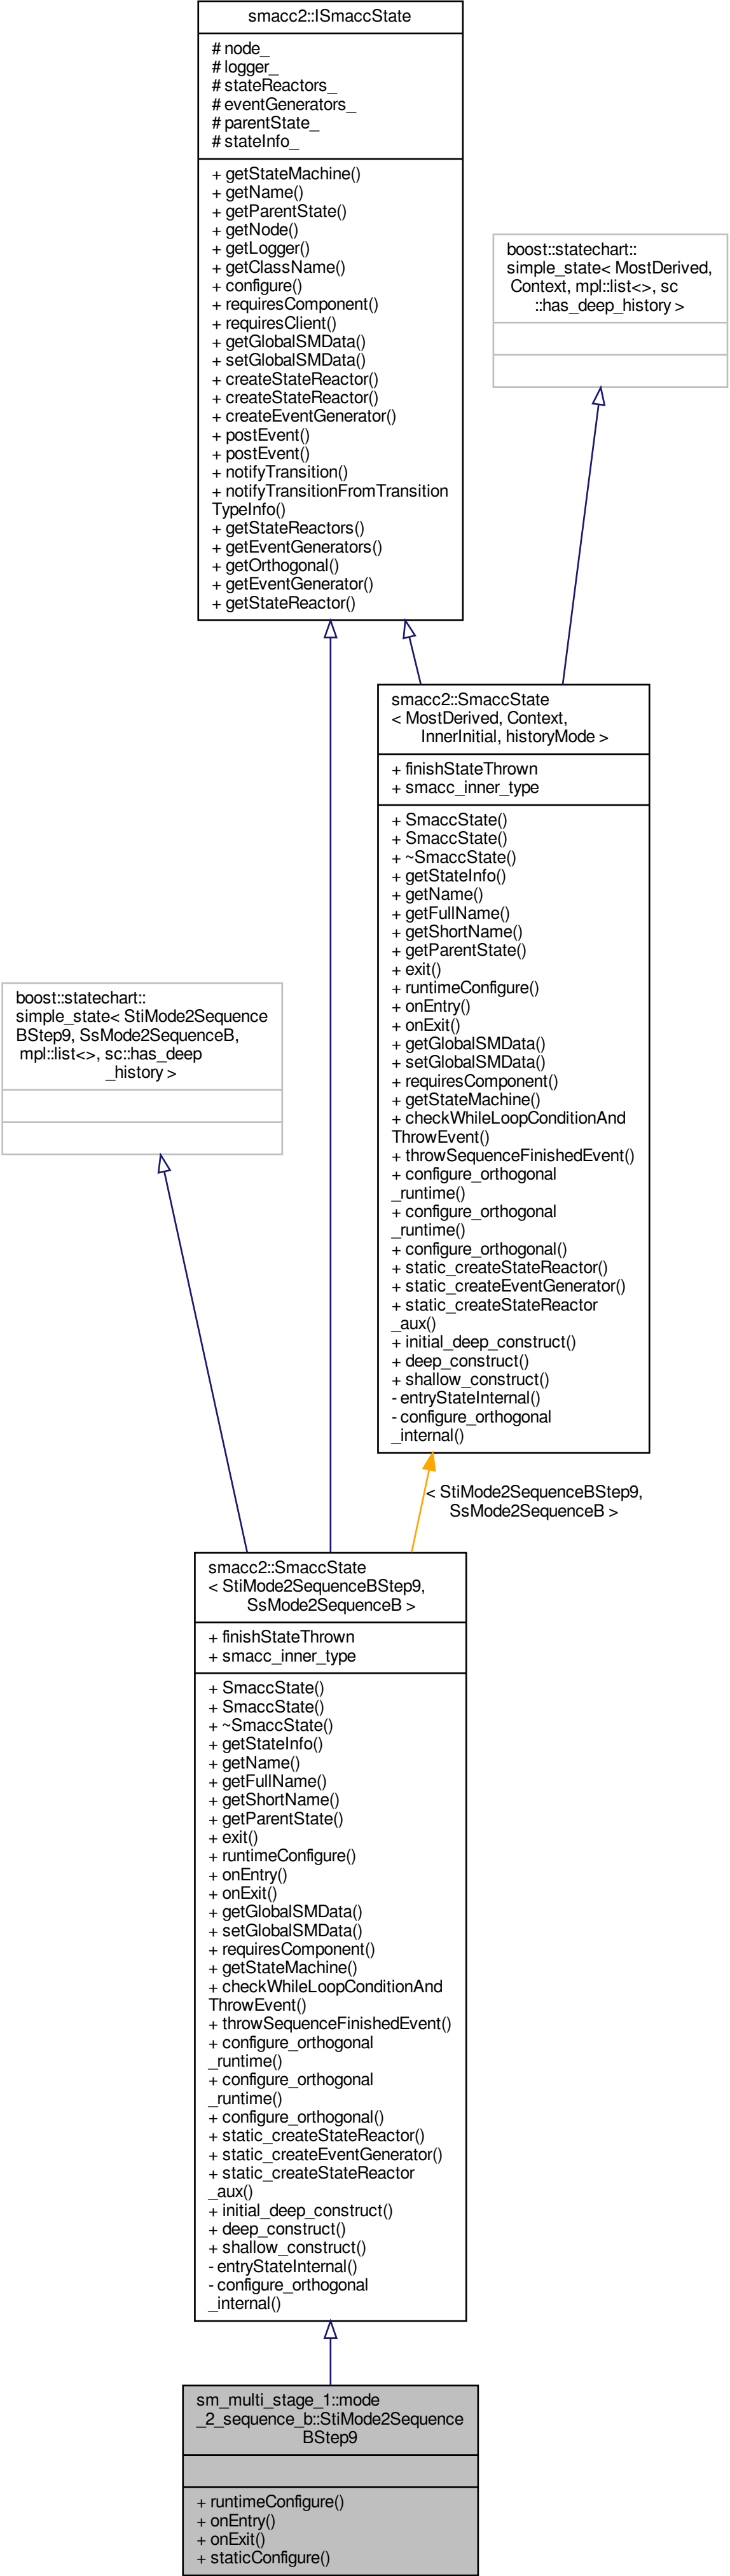 smacc2::ISmaccState
# node_
# logger_
# stateReactors_
# eventGenerators_
# parentState_
# stateInfo_
+ getStateMachine()
+ getName()
+ getParentState()
+ getNode()
+ getLogger()
+ getClassName()
+ configure()
+ requiresComponent()
+ requiresClient()
+ getGlobalSMData()
+ setGlobalSMData()
+ createStateReactor()
+ createStateReactor()
+ createEventGenerator()
+ postEvent()
+ postEvent()
+ notifyTransition()
+ notifyTransitionFromTransition
TypeInfo()
+ getStateReactors()
+ getEventGenerators()
+ getOrthogonal()
+ getEventGenerator()
+ getStateReactor()
boost::statechart::
simple_state< MostDerived,
Context, mpl::list<>, sc
::has_deep_history >
smacc2::SmaccState
< MostDerived, Context,
InnerInitial, historyMode >
+ finishStateThrown
+ smacc_inner_type
+ SmaccState()
+ SmaccState()
+ ~SmaccState()
+ getStateInfo()
+ getName()
+ getFullName()
+ getShortName()
+ getParentState()
+ exit()
+ runtimeConfigure()
+ onEntry()
+ onExit()
+ getGlobalSMData()
+ setGlobalSMData()
+ requiresComponent()
+ getStateMachine()
+ checkWhileLoopConditionAnd
ThrowEvent()
+ throwSequenceFinishedEvent()
+ configure_orthogonal
_runtime()
+ configure_orthogonal
_runtime()
+ configure_orthogonal()
+ static_createStateReactor()
+ static_createEventGenerator()
+ static_createStateReactor
_aux()
+ initial_deep_construct()
+ deep_construct()
+ shallow_construct()
- entryStateInternal()
- configure_orthogonal
_internal()
boost::statechart::
simple_state< StiMode2Sequence
BStep9, SsMode2SequenceB,
mpl::list<>, sc::has_deep
_history >
< StiMode2SequenceBStep9,
SsMode2SequenceB >
smacc2::SmaccState
< StiMode2SequenceBStep9,
SsMode2SequenceB >
+ finishStateThrown
+ smacc_inner_type
+ SmaccState()
+ SmaccState()
+ ~SmaccState()
+ getStateInfo()
+ getName()
+ getFullName()
+ getShortName()
+ getParentState()
+ exit()
+ runtimeConfigure()
+ onEntry()
+ onExit()
+ getGlobalSMData()
+ setGlobalSMData()
+ requiresComponent()
+ getStateMachine()
+ checkWhileLoopConditionAnd
ThrowEvent()
+ throwSequenceFinishedEvent()
+ configure_orthogonal
_runtime()
+ configure_orthogonal
_runtime()
+ configure_orthogonal()
+ static_createStateReactor()
+ static_createEventGenerator()
+ static_createStateReactor
_aux()
+ initial_deep_construct()
+ deep_construct()
+ shallow_construct()
- entryStateInternal()
- configure_orthogonal
_internal()
sm_multi_stage_1::mode
_2_sequence_b::StiMode2Sequence
BStep9
+ runtimeConfigure()
+ onEntry()
+ onExit()
+ staticConfigure()